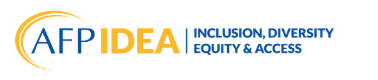 AFP IDEA | INCLUSION, DIVERSITY
EQUITY & ACCESS